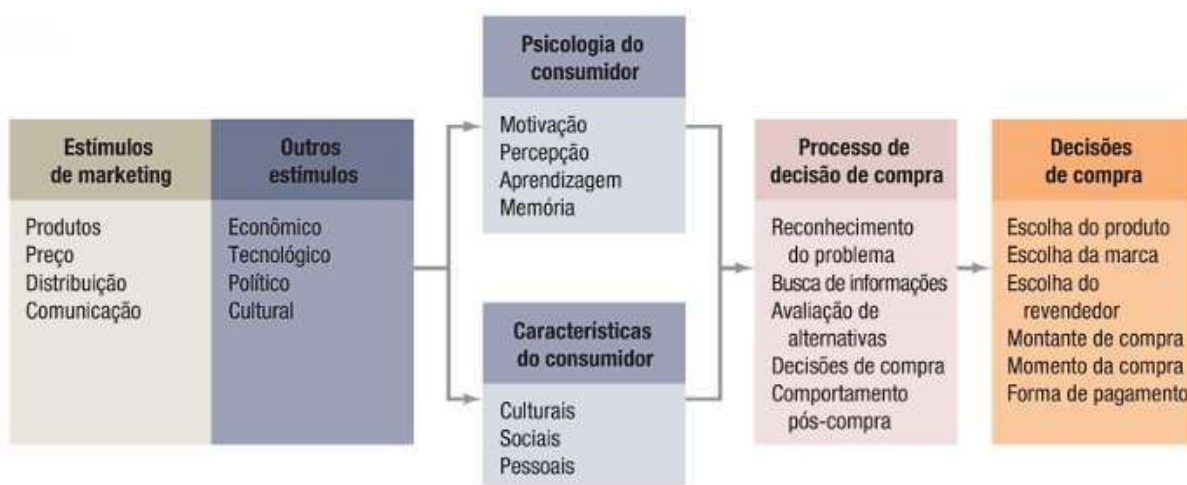 Estímulos
de marketing
Produtos
Preço
Distribuição
Comunicação
Outros
estímulos
Econômico
Tecnológico
Político
Cultural
Psicologia do
consumidor
Motivação
Percepção
Aprendizagem
Memória
Características
do consumidor
Culturais
Sociais
Pessoais
Processo de
decisão de compra
Reconhecimento
do problema
Busca de informações
Avaliação de
alternativas
Decisões de compra
Comportamento
pós-compra
Decisões
de compra
Escolha do produto
Escolha da marca
Escolha do
revendedor
Montante de compra
Momento da compra
Forma de pagamento